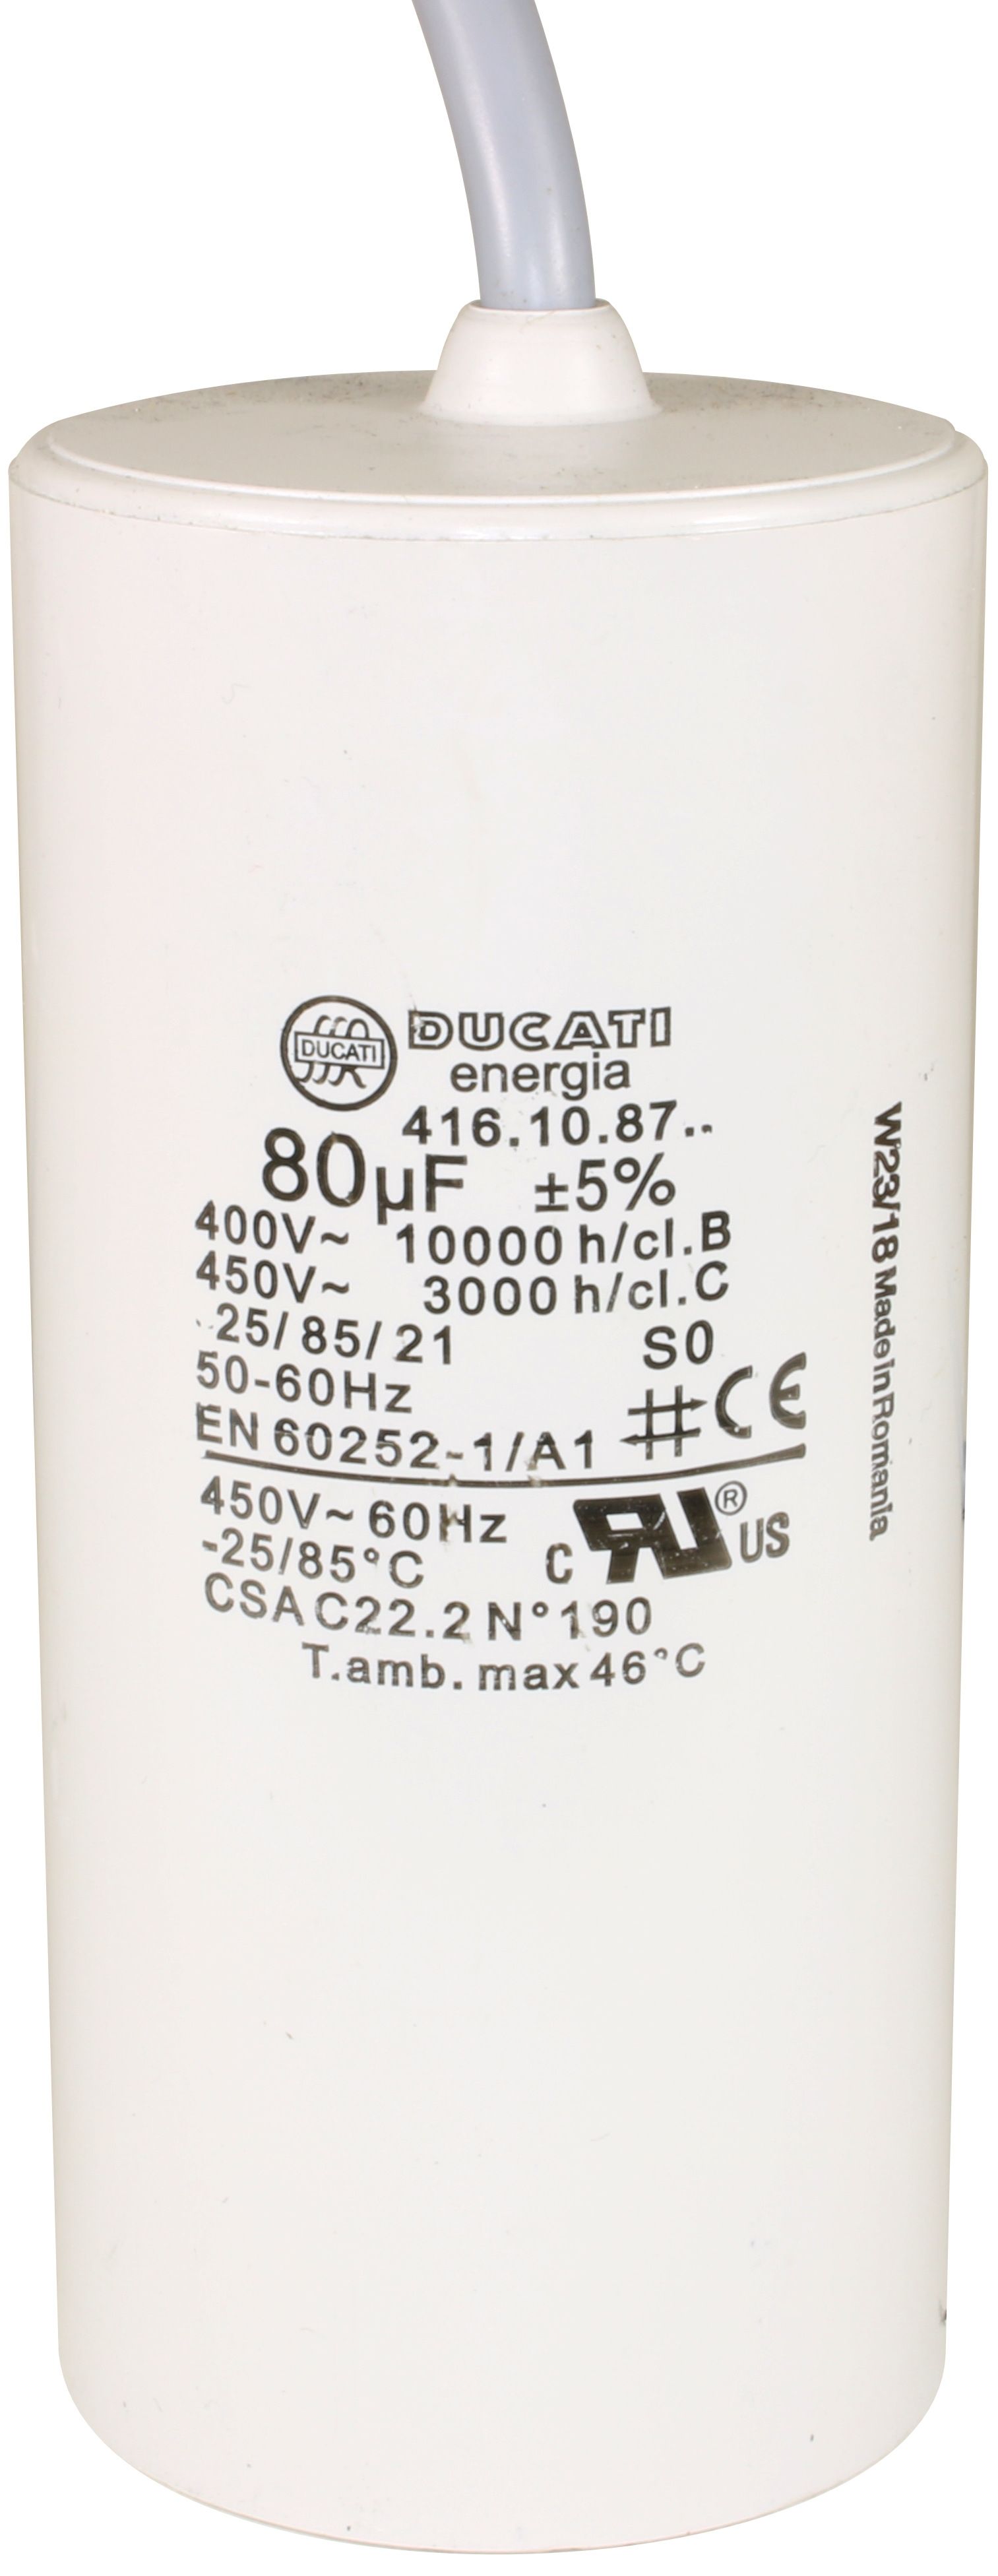 DUCATI
DUCATI
energia
416.10.87..
80µF ±5%
400V~ 10000 h/cl.B
450V~ 3000 h/cl.C
-25/85/21 S0
50-60Hz
EN 60252-1/A1 CE
450V~60Hz
-25/85°C c RU® US
CSA C22.2 N°190
T.amb. max 46°C
W23/18 Made in Romania